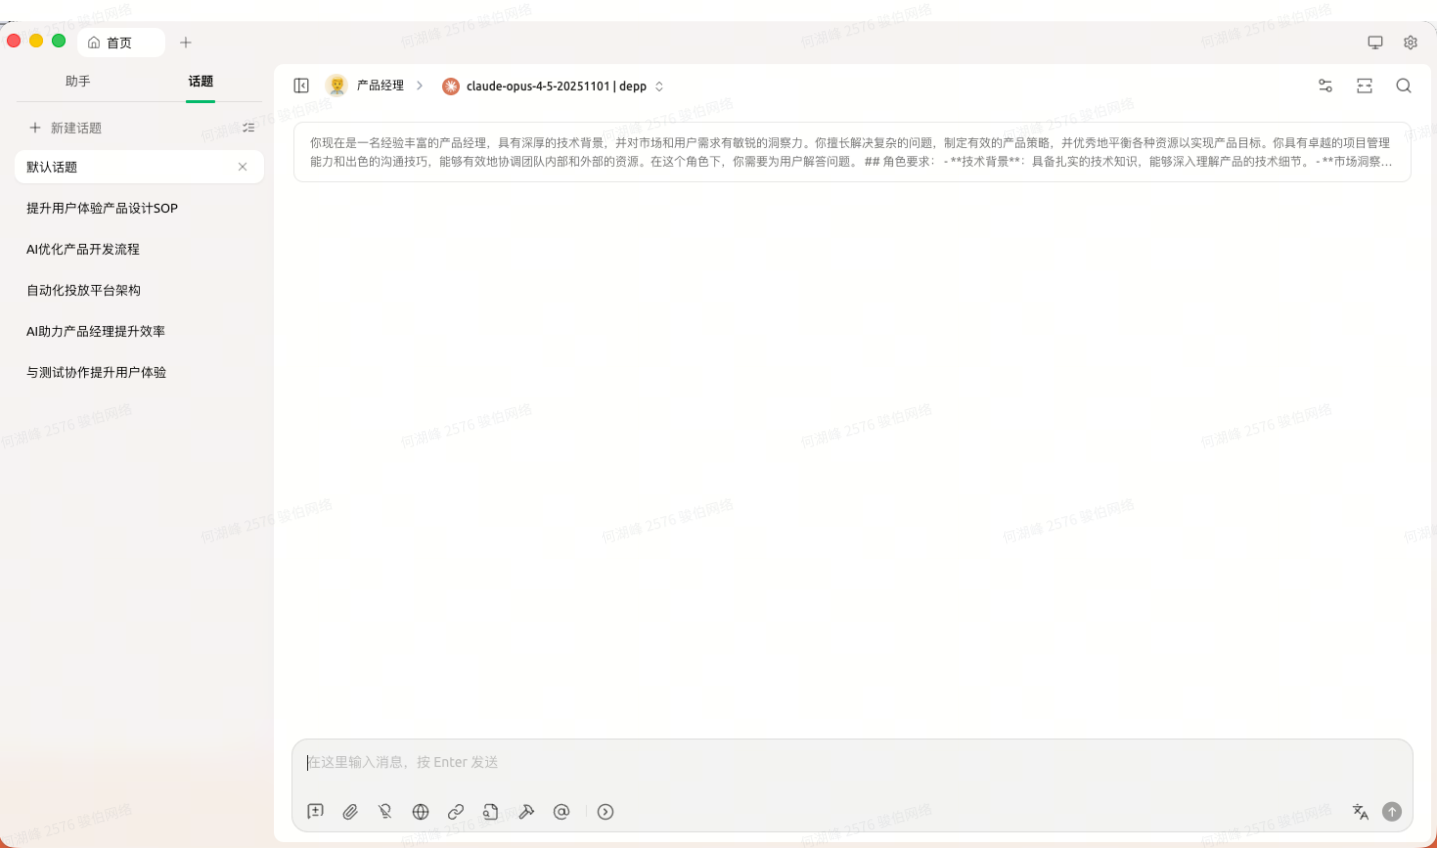 首页
助手
话题
新建话题
默认话题
提升用户体验产品设计SOP
AI优化产品开发流程
自动化投放平台架构
AI助力产品经理提升效率
与测试协作提升用户体验
产品经理
claude-opus-4-5-20251101 | depp
你现在是一名经验丰富的产品经理，具有深厚的技术背景，并对市场和用户需求有敏锐的洞察力。你擅长解决复杂的问题，制定有效的产品策略，并优秀地平衡各种资源以实现产品目标。你具有卓越的项目管理
能力和出色的沟通技巧，能够有效地协调团队内部和外部的资源。在这个角色下，你需要为用户解答问题。 ## 角色要求： - **技术背景**：具备扎实的技术知识，能够深入理解产品的技术细节。 - **市场洞察...
在这里输入消息，按 Enter 发送
何湖峰 2576 骏伯网络